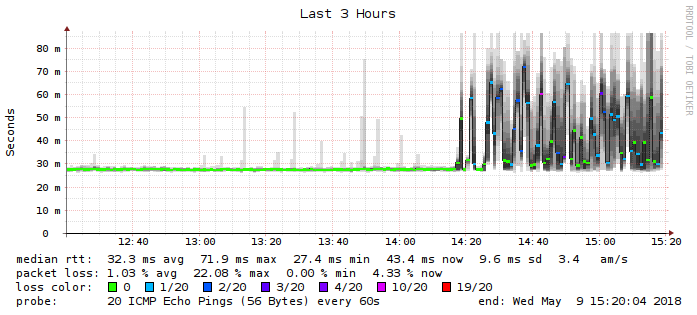 Last 3 Hours
RRDTOOL / TOBI OETIKER
Seconds
80 m
70 m
60 m
50 m
40 m
30 m
20 m
10 m
0
12:40 13:00 13:20 13:40 14:00 14:20 14:40 15:00 15:20
median rtt: 32.3 ms avg 71.9 ms max 27.4 ms min 43.4 ms now 9.6 ms sd 3.4 am/s
packet loss: 1.03 % avg 22.08 % max 0.00 % min 4.33 % now
loss color: 0 1/20 2/20 3/20 4/20 10/20 19/20
probe: 20 ICMP Echo Pings (56 Bytes) every 60s end: Wed May 9 15:20:04 2018